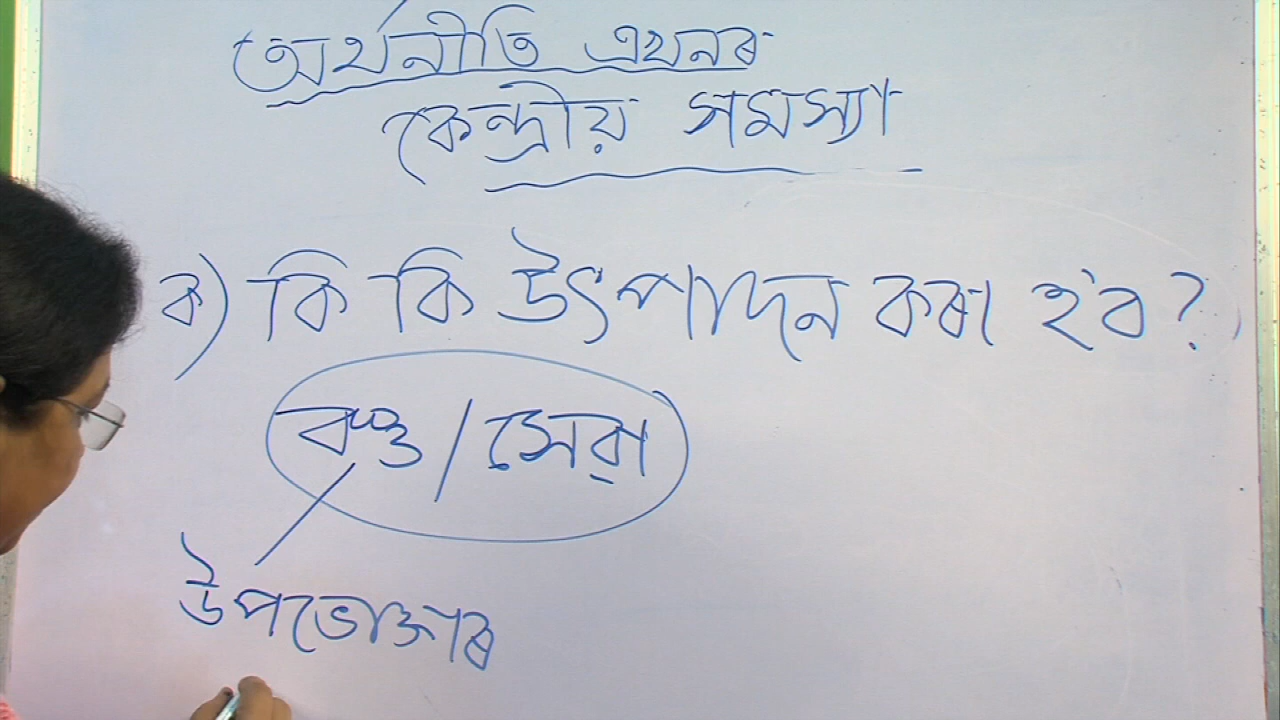 অৰ্থনীতি এখনৰ
কেন্দ্ৰীয় সমস্যা
ক) কি কি উৎপাদন কৰা হ'ব?
বস্তু / সেৱা
উপভোক্তাৰ